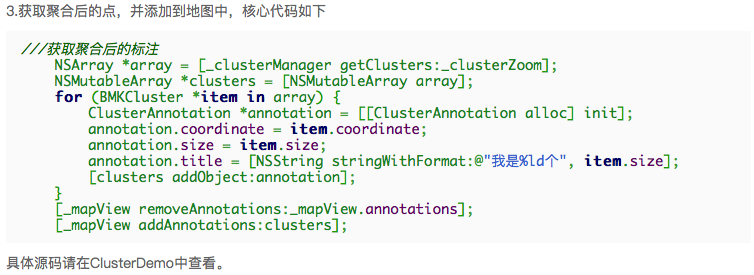 3.获取聚合后的点，并添加到地图中，核心代码如下
///获取聚合后的标注
NSArray *array = [_clusterManager getClusters:_clusterZoom];
NSMutableArray *clusters = [NSMutableArray array];
for (BMKCluster *item in array) {
ClusterAnnotation *annotation = [[ClusterAnnotation alloc] init];
annotation.coordinate = item.coordinate;
annotation.size = item.size;
annotation.title = [NSString stringWithFormat:@"我是%ld个", item.size];
[clusters addObject:annotation];
}
[_mapView removeAnnotations:_mapView.annotations];
[_mapView addAnnotations:clusters];
具体源码请在ClusterDemo中查看。